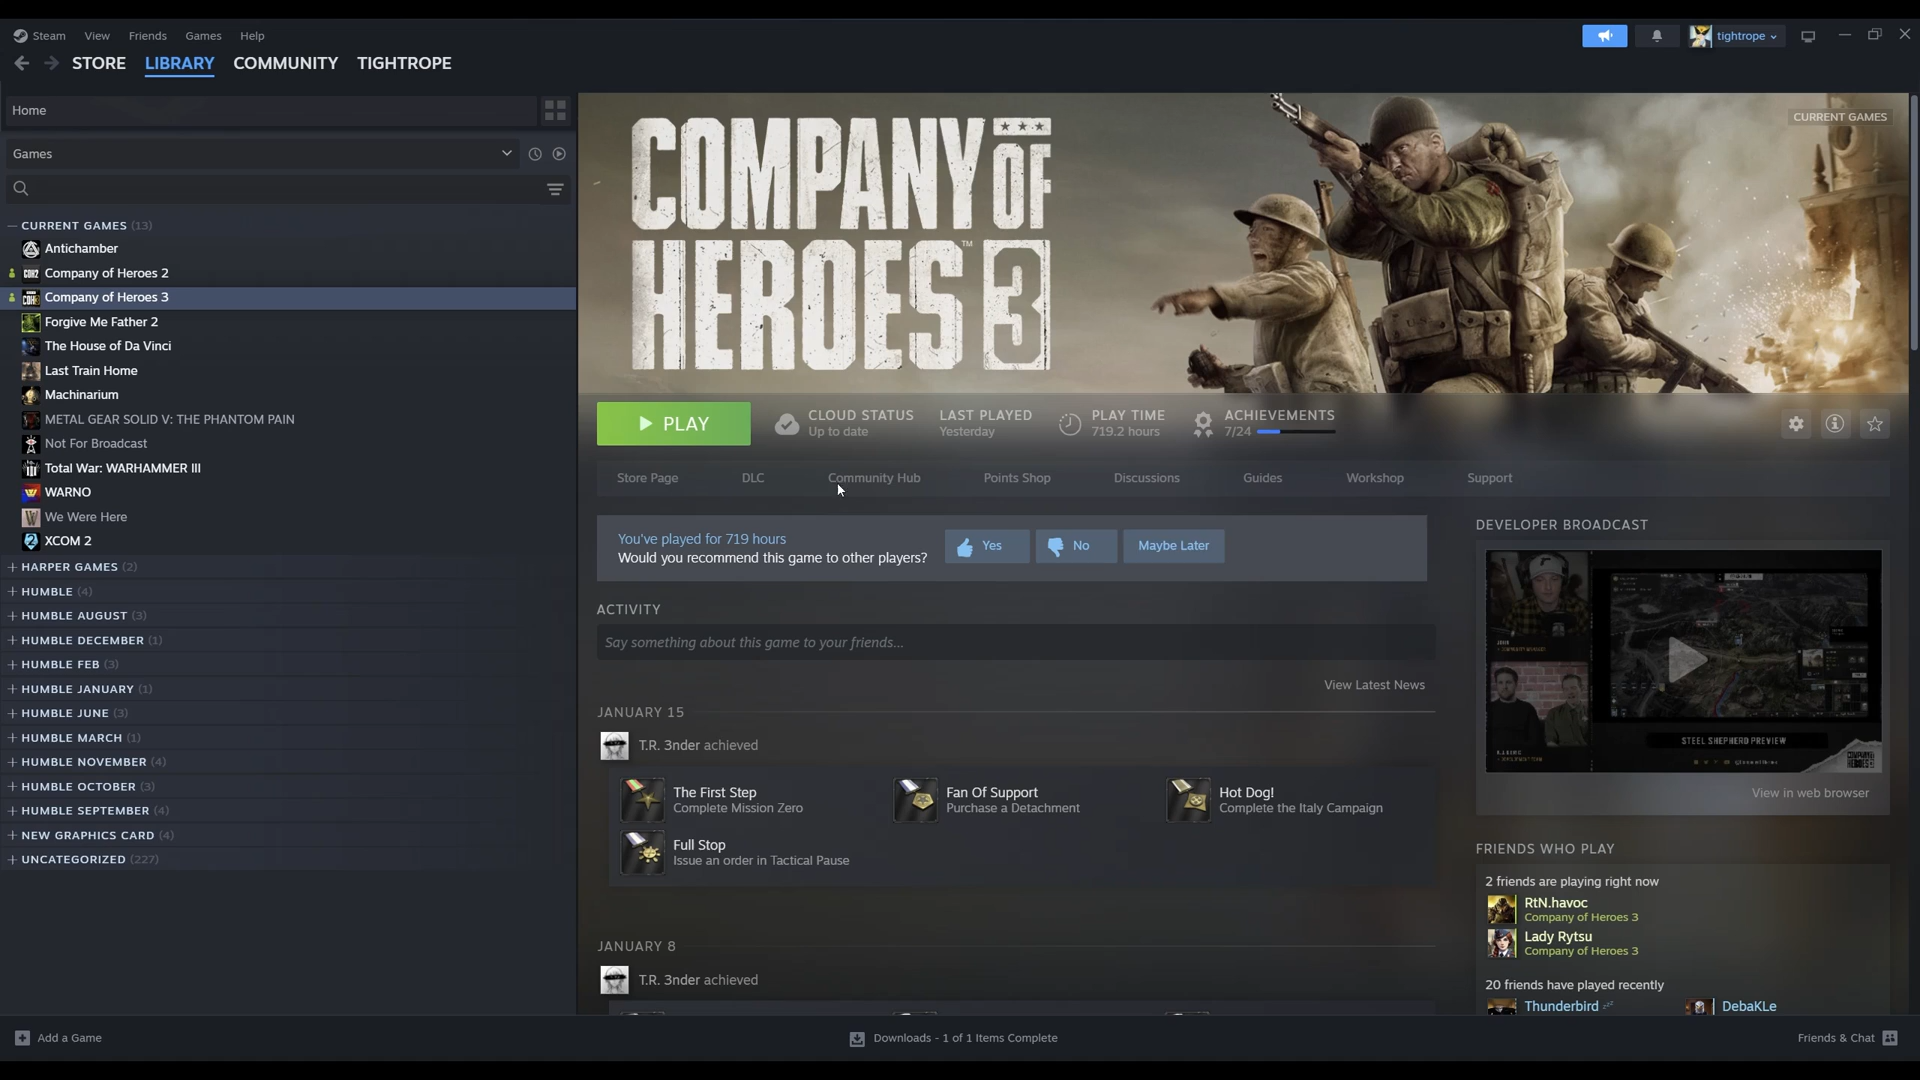 Steam View Friends Games Help
tightrope
STORE LIBRARY COMMUNITY TIGHTROPE
Home
Games
CURRENT GAMES (13)
Antichamber
Company of Heroes 2
Company of Heroes 3
Forgive Me Father 2
The House of Da Vinci
Last Train Home
Machinarium
METAL GEAR SOLID V: THE PHANTOM PAIN
Not For Broadcast
Total War: WARHAMMER III
WARNO
We Were Here
XCOM 2
HARPER GAMES (2)
HUMBLE (4)
HUMBLE AUGUST (3)
HUMBLE DECEMBER (1)
HUMBLE FEB (3)
HUMBLE JANUARY (1)
HUMBLE JUNE (3)
HUMBLE MARCH (1)
HUMBLE NOVEMBER (4)
HUMBLE OCTOBER (3)
HUMBLE SEPTEMBER (4)
NEW GRAPHICS CARD (4)
UNCATEGORIZED (227)
CURRENT GAMES
COMPANY OF
HEROES™ 3
PLAY
CLOUD STATUS
Up to date
LAST PLAYED
Yesterday
PLAY TIME
719.2 hours
ACHIEVEMENTS
7/24
Store Page DLC Community Hub Points Shop Discussions Guides Workshop Support
You've played for 719 hours
Would you recommend this game to other players?
Yes
No
Maybe Later
ACTIVITY
Say something about this game to your friends...
View Latest News
JANUARY 15
T.R. 3nder achieved
The First Step
Complete Mission Zero
Fan Of Support
Purchase a Detachment
Hot Dog!
Complete the Italy Campaign
Full Stop
Issue an order in Tactical Pause
JANUARY 8
T.R. 3nder achieved
DEVELOPER BROADCAST
STEEL SHEPHERD PREVIEW
View in web browser
FRIENDS WHO PLAY
2 friends are playing right now
RtN.havoc
Company of Heroes 3
Lady Rytsu
Company of Heroes 3
20 friends have played recently
Thunderbird
DebaKLe
Add a Game
Downloads - 1 of 1 Items Complete
Friends & Chat